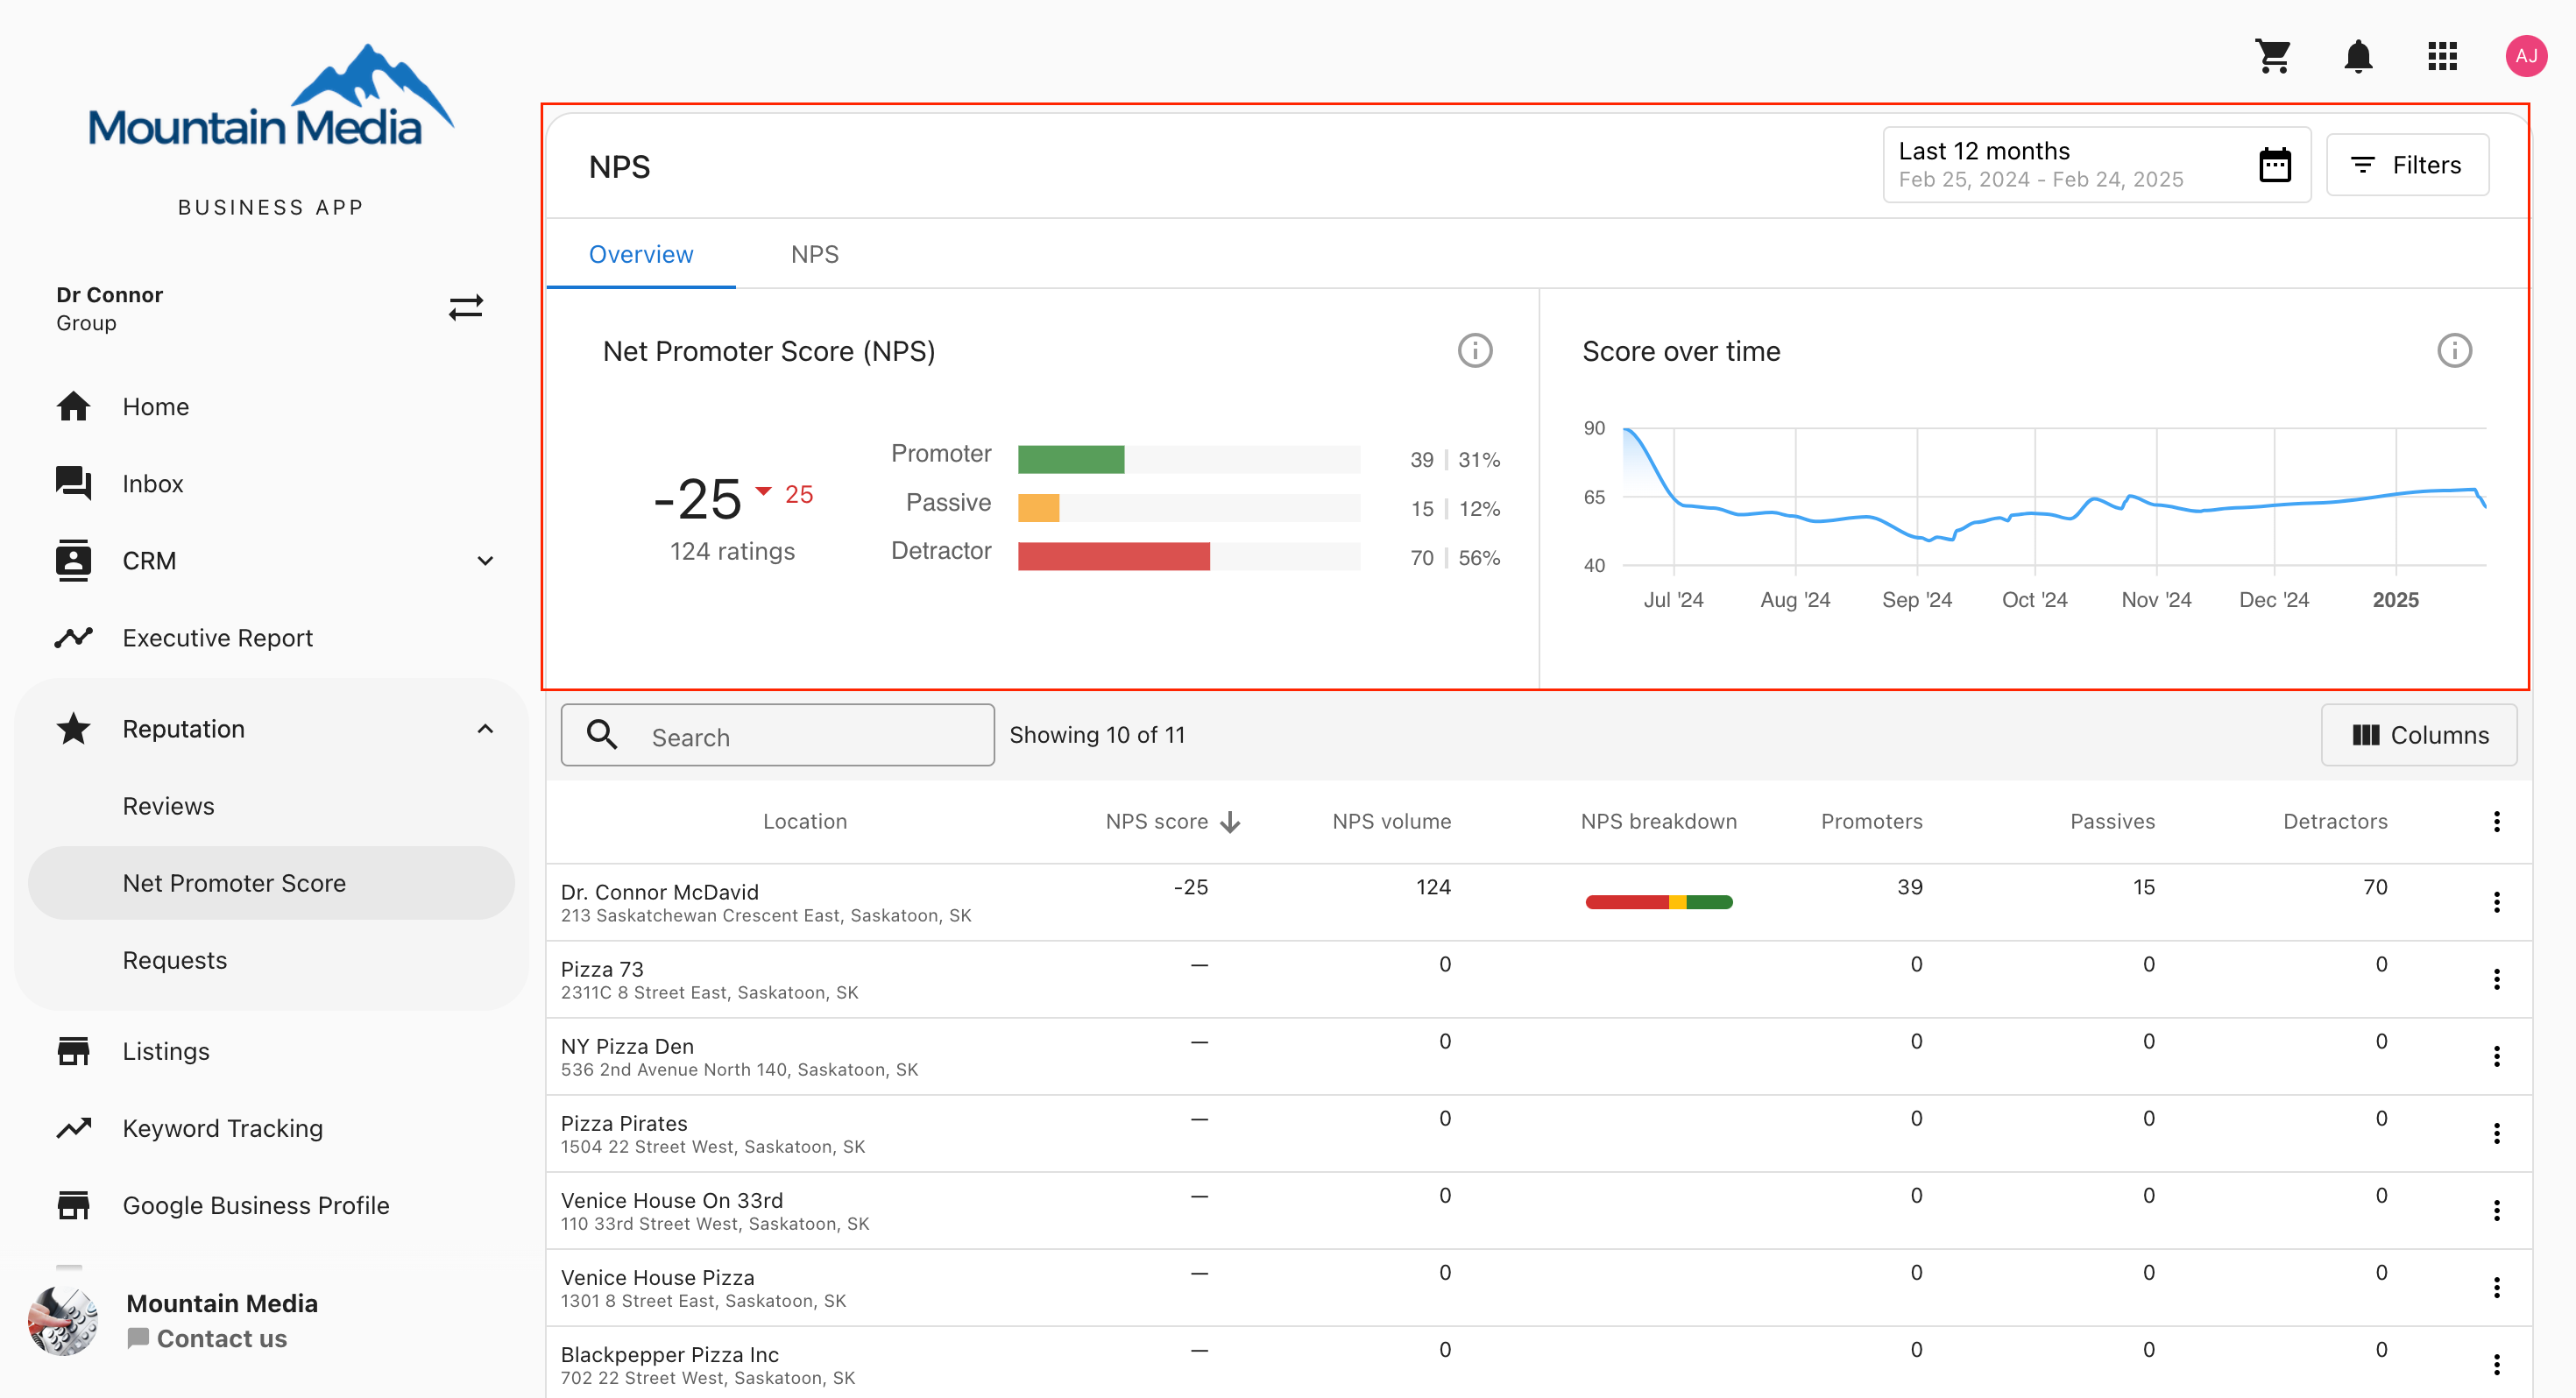 Mountain Media
BUSINESS APP
Dr Connor
Group
Home
Inbox
CRM
Executive Report
Reputation
Reviews
Net Promoter Score
Requests
Listings
Keyword Tracking
Google Business Profile
Mountain Media
Contact us
AJ
NPS
Last 12 months
Feb 25, 2024 - Feb 24, 2025
Filters
Overview NPS
Net Promoter Score (NPS)
-25 25
124 ratings
Promoter 39 31%
Passive 15 12%
Detractor 70 56%
Score over time
90
65
40
Jul '24 Aug '24 Sep '24 Oct '24 Nov '24 Dec '24 2025
Search Showing 10 of 11 Columns
Location NPS score NPS volume NPS breakdown Promoters Passives Detractors
Dr. Connor McDavid -25 124 39 15 70
213 Saskatchewan Crescent East, Saskatoon, SK
Pizza 73 — 0 0 0 0
2311C 8 Street East, Saskatoon, SK
NY Pizza Den — 0 0 0 0
536 2nd Avenue North 140, Saskatoon, SK
Pizza Pirates — 0 0 0 0
1504 22 Street West, Saskatoon, SK
Venice House On 33rd — 0 0 0 0
110 33rd Street West, Saskatoon, SK
Venice House Pizza — 0 0 0 0
1301 8 Street East, Saskatoon, SK
Blackpepper Pizza Inc — 0 0 0 0
702 22 Street West, Saskatoon, SK